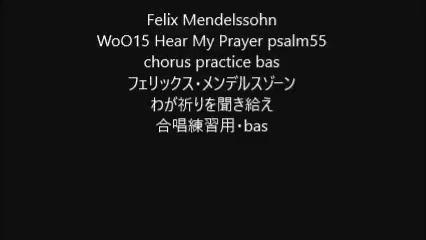 Felix Mendelssohn
WoO15 Hear My Prayer psalm55
chorus practice bas
フェリックス・メンデルスゾーン
わが祈りを聞き給え
合唱練習用・bas